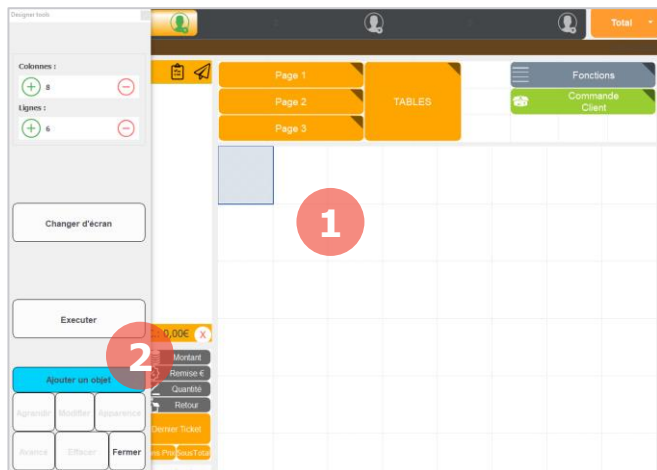 Designer tools
Total
Colonnes :
8
Lignes :
6
Page 1
Page 2
Page 3
TABLES
Fonctions
Commande
Client
1
Changer d'écran
Executer
0,00€
X
2
Montant
Remise €
Quantité
Retour
Ajouter un objet
Agrandir
Modifier
Apparence
Dernier Ticket
Avancé
Effacer
Fermer
SousTotal